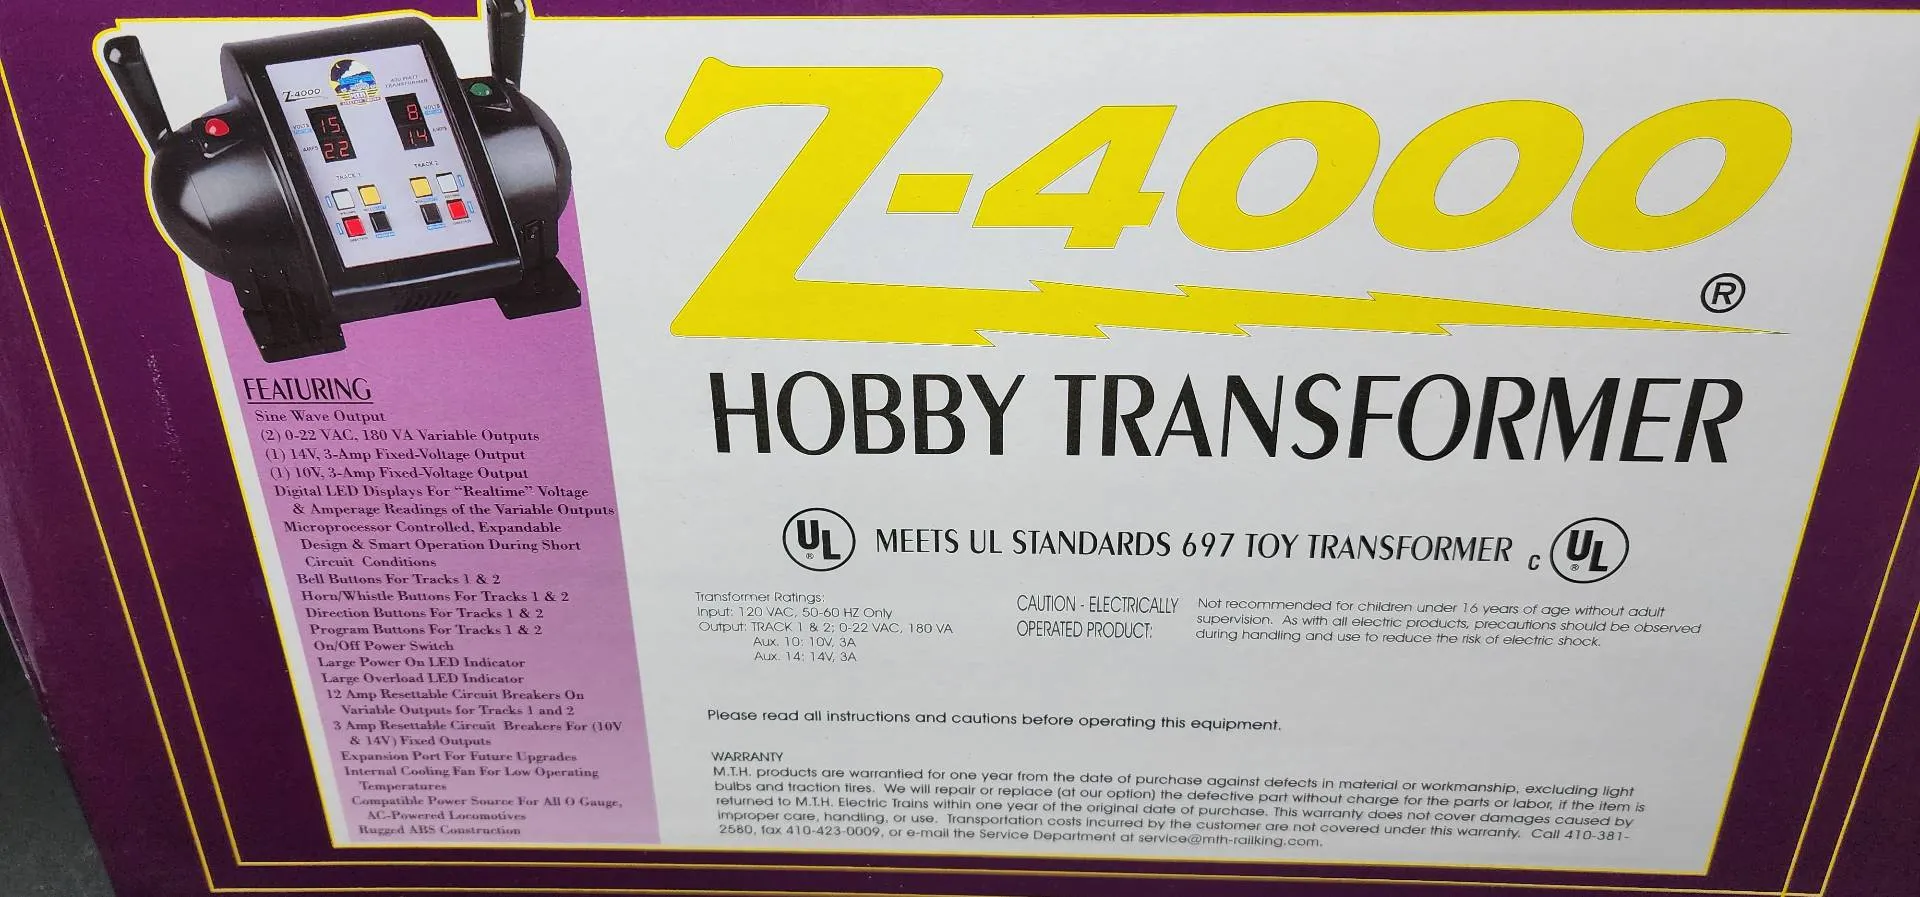 Z-4000
400 WATT
TRANSFORMER
VOLTS
15.
8.
VOLTS
AMPS
2.2
1.4
AMPS
TRACK 1
TRACK 2
Z-4000
®
HOBBY TRANSFORMER
UL
®
MEETS UL STANDARDS 697 TOY TRANSFORMER
C
UL
®
FEATURING
Sine Wave Output
(2) 0-22 VAC, 180 VA Variable Outputs
(1) 14V, 3-Amp Fixed-Voltage Output
(1) 10V, 3-Amp Fixed-Voltage Output
Digital LED Displays For "Realtime" Voltage
& Amperage Readings of the Variable Outputs
Microprocessor Controlled, Expandable
Design & Smart Operation During Short
Circuit Conditions
Bell Buttons For Tracks 1 & 2
Horn/Whistle Buttons For Tracks 1 & 2
Direction Buttons For Tracks 1 & 2
Program Buttons For Tracks 1 & 2
On/Off Power Switch
Large Power On LED Indicator
Large Overload LED Indicator
12 Amp Resettable Circuit Breakers On
Variable Outputs for Tracks 1 and 2
3 Amp Resettable Circuit Breakers For (10V
& 14V) Fixed Outputs
Expansion Port For Future Upgrades
Internal Cooling Fan For Low Operating
Temperatures
Compatible Power Source For All O Gauge,
AC-Powered Locomotives
Rugged ABS Construction
Transformer Ratings:
Input: 120 VAC, 50-60 HZ Only
Output: TRACK 1 & 2; 0-22 VAC, 180 VA
Aux. 10: 10V, 3A
Aux. 14: 14V, 3A
CAUTION - ELECTRICALLY
OPERATED PRODUCT:
Not recommended for children under 16 years of age without adult
supervision. As with all electric products, precautions should be observed
during handling and use to reduce the risk of electric shock.
Please read all instructions and cautions before operating this equipment.
WARRANTY
M.T.H. products are warrantied for one year from the date of purchase against defects in material or workmanship, excluding light
bulbs and traction tires. We will repair or replace (at our option) the defective part without charge for the parts or labor, if the item is
returned to M.T.H. Electric Trains within one year of the original date of purchase. This warranty does not cover damages caused by
improper care, handling, or use. Transportation costs incurred by the customer are not covered under this warranty. Call 410-381-
2580, fax 410-423-0009, or e-mail the Service Department at service@mth-railking.com.